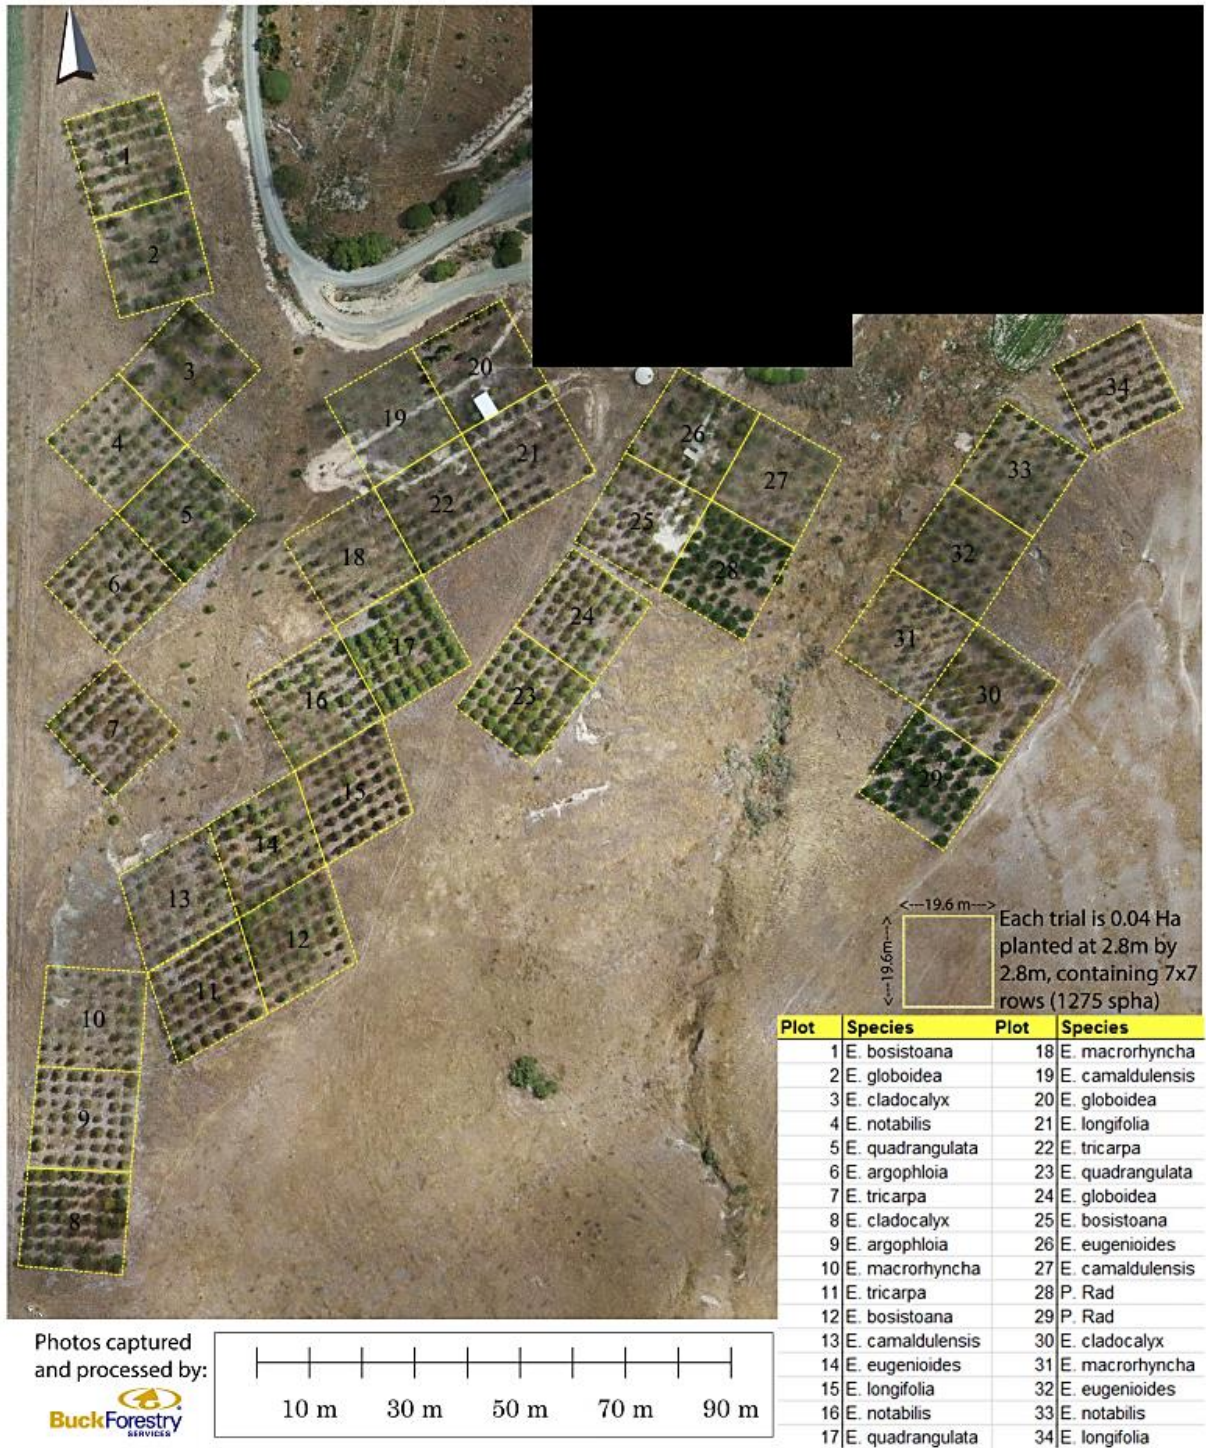 1
2
3
4
5
6
7
8
9
10
11
12
13
14
15
16
17
18
19
20
21
22
23
24
25
26
27
28
29
30
31
32
33
34
<---19.6 m--->
<---19.6m--->
Each trial is 0.04 Ha
planted at 2.8m by
2.8m, containing 7x7
rows (1275 spha)
Plot Species Plot Species
1 E. bosistoana 18 E. macrorhyncha
2 E. globoidea 19 E. camaldulensis
3 E. cladocalyx 20 E. globoidea
4 E. notabilis 21 E. longifolia
5 E. quadrangulata 22 E. tricarpa
6 E. argophloia 23 E. quadrangulata
7 E. tricarpa 24 E. globoidea
8 E. cladocalyx 25 E. bosistoana
9 E. argophloia 26 E. eugenioides
10 E. macrorhyncha 27 E. camaldulensis
11 E. tricarpa 28 P. Rad
12 E. bosistoana 29 P. Rad
13 E. camaldulensis 30 E. cladocalyx
14 E. eugenioides 31 E. macrorhyncha
15 E. longifolia 32 E. eugenioides
16 E. notabilis 33 E. notabilis
17 E. quadrangulata 34 E. longifolia
Photos captured
and processed by:
BuckForestry
SERVICES
10 m 30 m 50 m 70 m 90 m